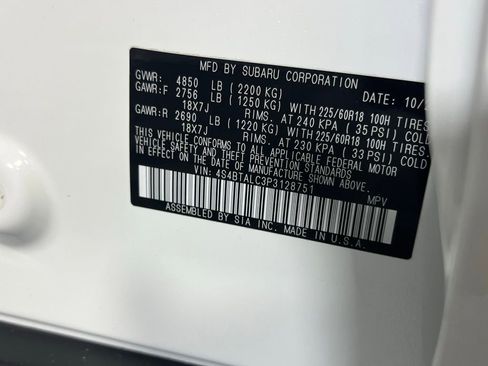 MFD BY SUBARU CORPORATION
GVWR: 4850 LB ( 2200 KG) DATE: 10/2
GAWR:F 2756 LB ( 1250 KG) WITH 225/60R18 100H TIRES
18X7J RIMS. AT 240 KPA ( 35 PSI) COLD
GAWR:R 2690 LB ( 1220 KG) WITH 225/60R18 100H TIRES
18X7J RIMS. AT 230 KPA ( 33 PSI) COLD
THIS VEHICLE CONFORMS TO ALL APPLICABLE FEDERAL MOTOR
VEHICLE SAFETY STANDARDS
IN EFFECT ON THE DATE OF MANUFACTURE SHOWN ABOVE.
VIN: 4S4BTALC3P3128751 MPV
ASSEMBLED BY SIA INC. MADE IN U.S.A.